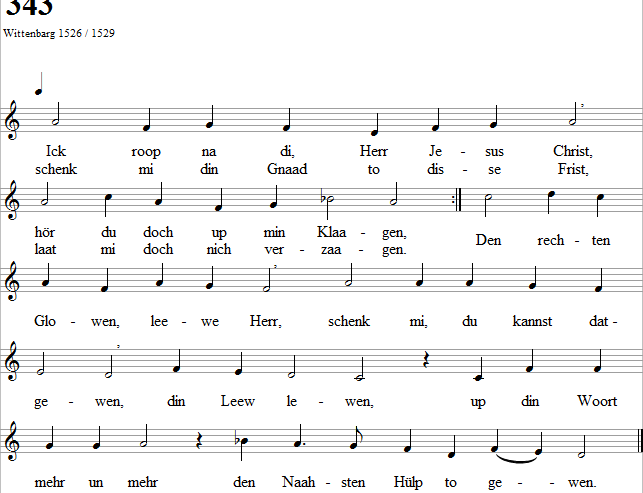 343
Wittenbarg 1526 / 1529
Ick roop na di, Herr Je - sus Christ,
schenk mi din Gnaad to dis - se Frist,
hör du doch up min Klaa - gen, Den rech - ten
laat mi doch nich ver - zaa - gen.
Glo - wen, lee - we Herr, schenk mi, du kannst dat -
ge - wen, din Leew le - wen, up din Woort
mehr un mehr den Naah - sten Hülp to ge - wen.